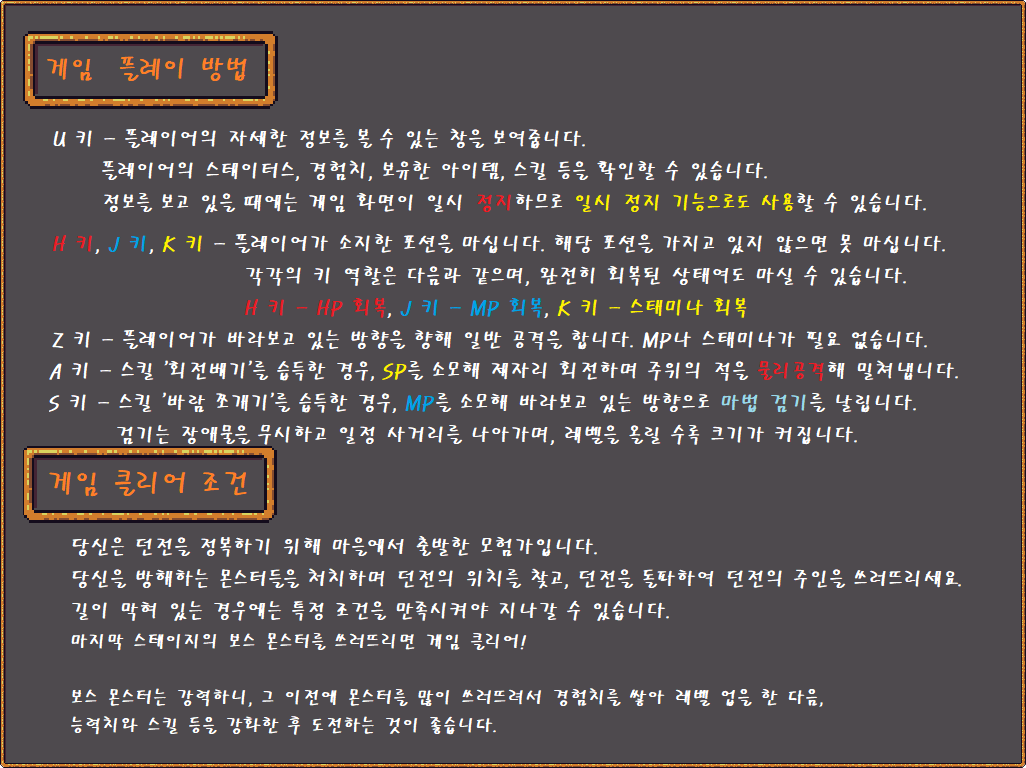 게임 플레이 방법
U 키 - 플레이어의 자세한 정보를 볼 수 있는 창을 보여줍니다.
플레이어의 스테이터스, 경험치, 보유한 아이템, 스킬 등을 확인할 수 있습니다.
정보를 보고 있을 때에는 게임 화면이 일시 정지하므로 일시 정지 기능으로도 사용할 수 있습니다.
H 키, J 키, K 키 - 플레이어가 소지한 포션을 마십니다. 해당 포션을 가지고 있지 않으면 못 마십니다.
각각의 키 역할은 다음과 같으며, 완전히 회복된 상태여도 마실 수 있습니다.
H 키 - HP 회복, J 키 - MP 회복, K 키 - 스태미나 회복
Z 키 - 플레이어가 바라보고 있는 방향을 향해 일반 공격을 합니다. MP나 스태미나가 필요 없습니다.
A 키 - 스킬 '회전베기'를 습득한 경우, SP를 소모해 제자리 회전하며 주위의 적을 물리공격해 밀쳐냅니다.
S 키 - 스킬 '바람 쪼개기'를 습득한 경우, MP를 소모해 바라보고 있는 방향으로 마법 검기를 날립니다.
검기는 장애물을 무시하고 일정 사거리를 나아가며, 레벨을 올릴 수록 크기가 커집니다.
게임 클리어 조건
당신은 던전을 정복하기 위해 마을에서 출발한 모험가입니다.
당신을 방해하는 몬스터들을 처치하며 던전의 위치를 찾고, 던전을 돌파하여 던전의 주인을 쓰러뜨리세요.
길이 막혀 있는 경우에는 특정 조건을 만족시켜야 지나갈 수 있습니다.
마지막 스테이지의 보스 몬스터를 쓰러뜨리면 게임 클리어!
보스 몬스터는 강력하니, 그 이전에 몬스터를 많이 쓰러뜨려서 경험치를 쌓아 레벨 업을 한 다음,
능력치와 스킬 등을 강화한 후 도전하는 것이 좋습니다.